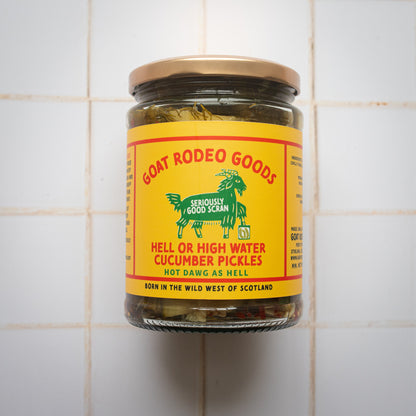 GOAT RODEO GOODS
SERIOUSLY
GOOD SCRAN
HELL OR HIGH WATER
CUCUMBER PICKLES
HOT DAWG AS HELL
BORN IN THE WILD WEST OF SCOTLAND